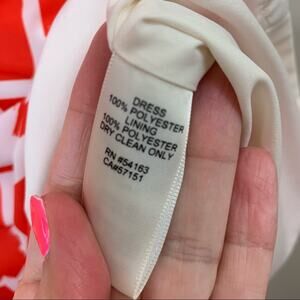 DRESS
100% POLYESTER
LINING
100% POLYESTER
DRY CLEAN ONLY
RN #54163
CA#57151